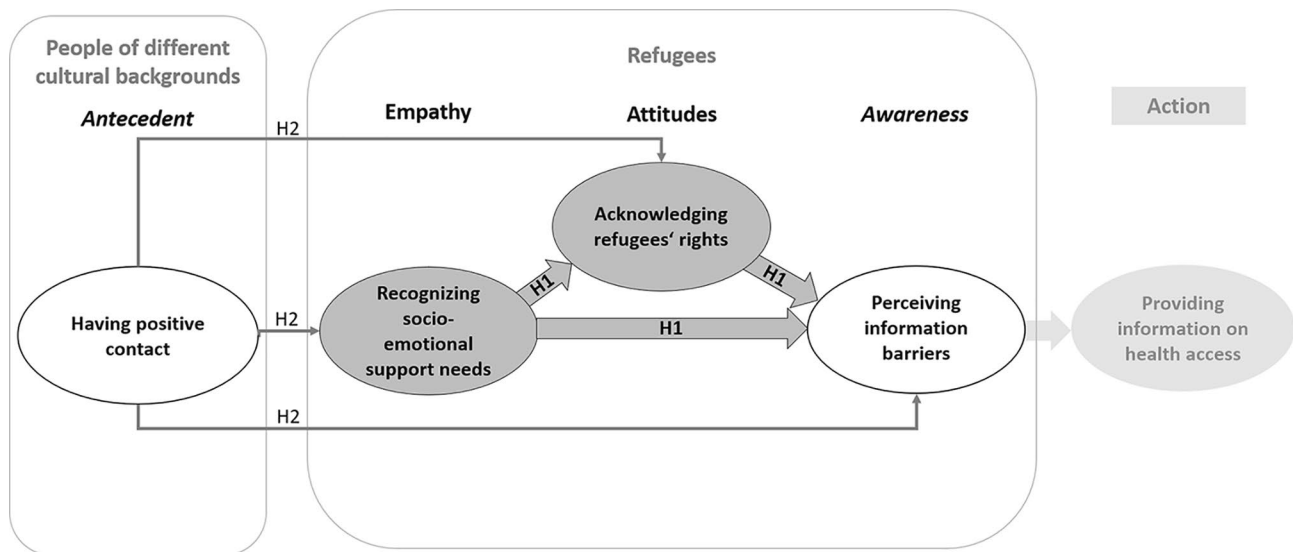 People of different
cultural backgrounds
Refugees
Antecedent
Empathy
Attitudes
Awareness
Action
H2
Acknowledging
refugees‘ rights
H1
H1
Having positive
contact
H2
Recognizing
socio-
emotional
support needs
H1
Perceiving
information
barriers
Providing
information on
health access
H2